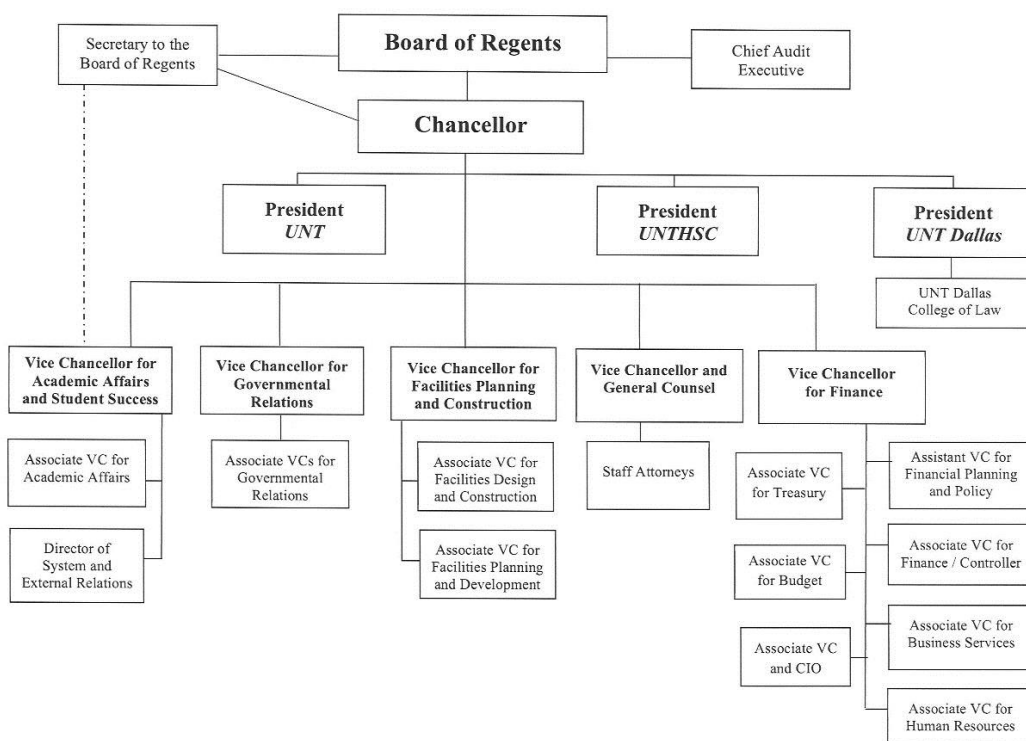 Secretary to the
Board of Regents
Board of Regents
Chief Audit
Executive
Chancellor
President
UNT
President
UNTHSC
President
UNT Dallas
UNT Dallas
College of Law
Vice Chancellor for
Academic Affairs
and Student Success
Vice Chancellor for
Governmental
Relations
Vice Chancellor for
Facilities Planning
and Construction
Vice Chancellor and
General Counsel
Vice Chancellor
for Finance
Associate VC for
Academic Affairs
Director of
System and
External Relations
Associate VCs for
Governmental
Relations
Associate VC for
Facilities Design
and Construction
Associate VC for
Facilities Planning
and Development
Staff Attorneys
Associate VC
for Treasury
Associate VC
for Budget
Associate VC
and CIO
Assistant VC for
Financial Planning
and Policy
Associate VC for
Finance / Controller
Associate VC for
Business Services
Associate VC for
Human Resources